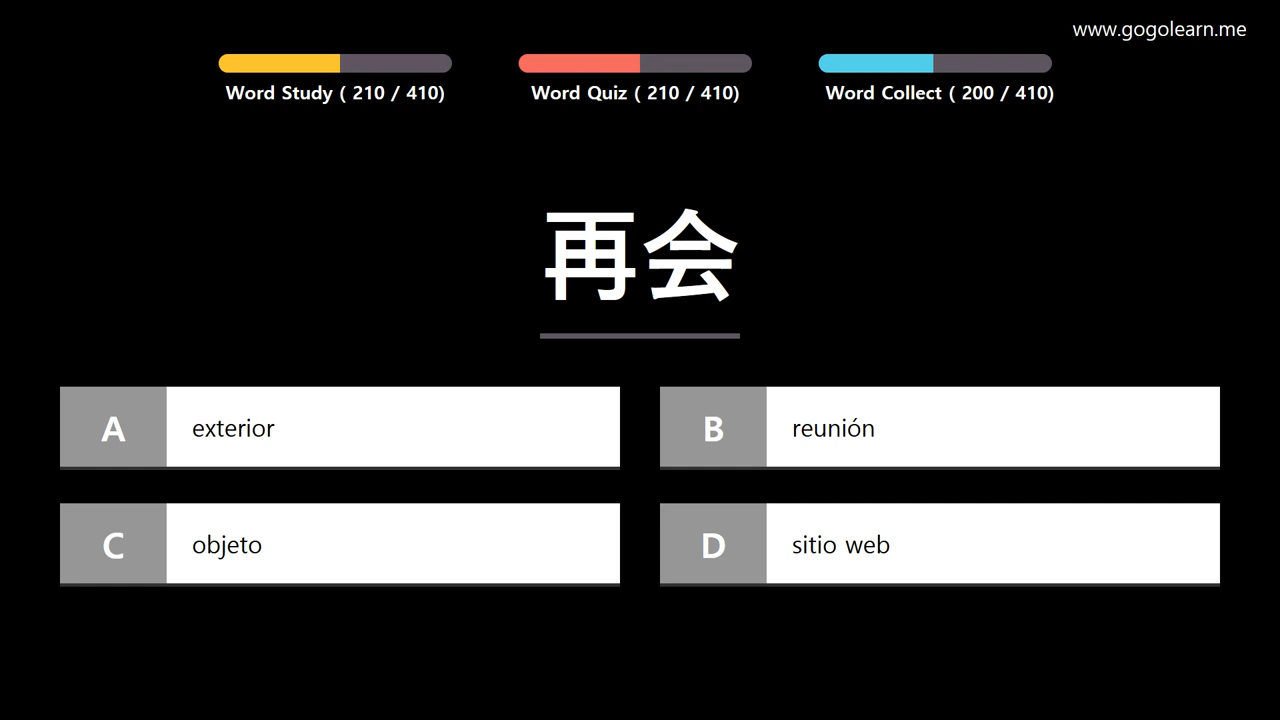 www.gogolearn.me
Word Study ( 210 / 410)
Word Quiz ( 210 / 410)
Word Collect ( 200 / 410)
再会
A exterior
B reunión
C objeto
D sitio web